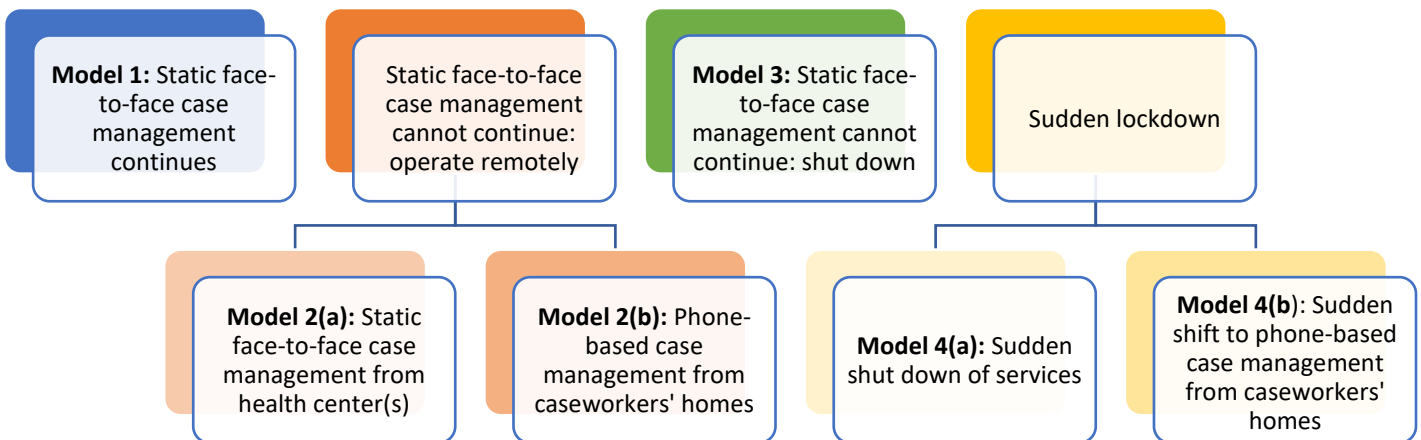 Model 1: Static face-
to-face case
management
continues
Static face-to-face
case management
cannot continue:
operate remotely
Model 3: Static face-
to-face case
management cannot
continue: shut down
Sudden lockdown
Model 2(a): Static
face-to-face case
management from
health center(s)
Model 2(b): Phone-
based case
management from
caseworkers' homes
Model 4(a): Sudden
shut down of services
Model 4(b): Sudden
shift to phone-based
case management
from caseworkers'
homes